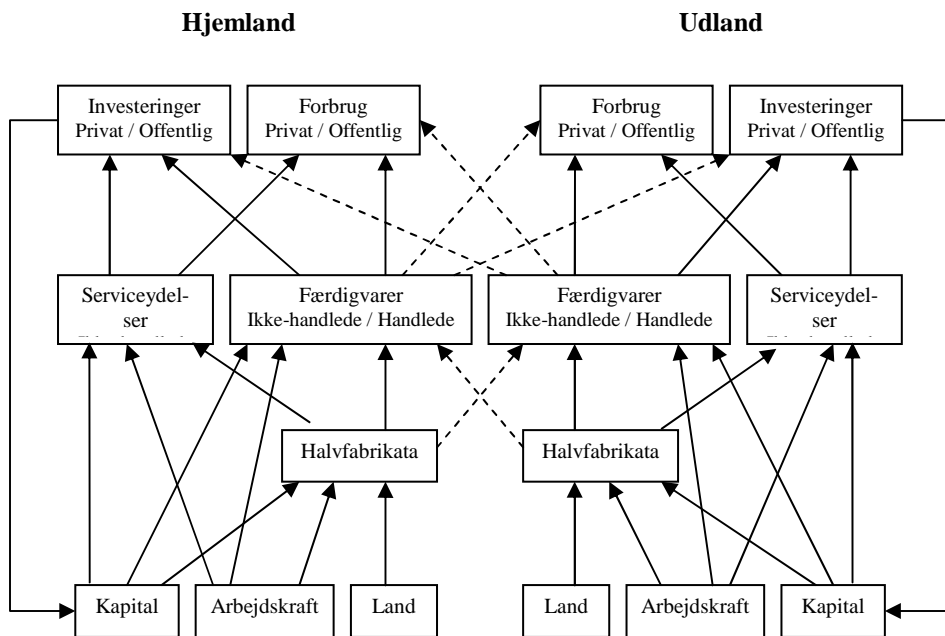 Hjemland
Udland
Investeringer
Privat / Offentlig
Forbrug
Privat / Offentlig
Forbrug
Privat / Offentlig
Investeringer
Privat / Offentlig
Serviceydel-
ser
Færdigvarer
Ikke-handlede / Handlede
Færdigvarer
Ikke-handlede / Handlede
Serviceydel-
ser
Halvfabrikata
Halvfabrikata
Kapital
Arbejdskraft
Land
Land
Arbejdskraft
Kapital